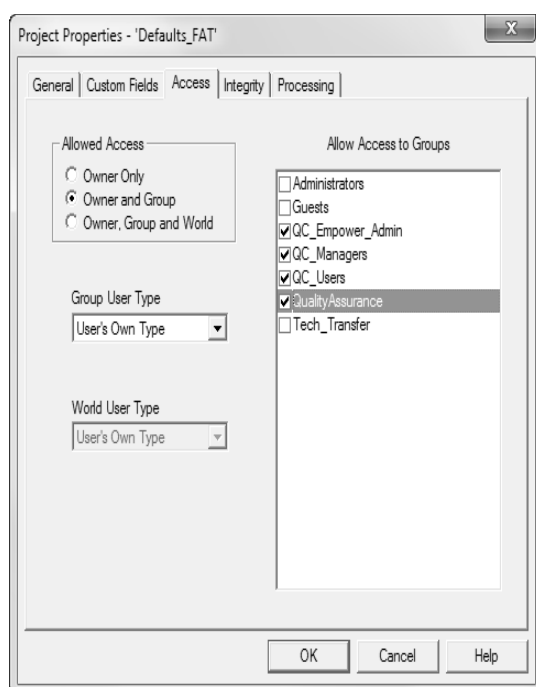 Project Properties - 'Defaults_FAT'
X
General
Custom Fields
Access
Integrity
Processing
Allowed Access
Owner Only
Owner and Group
Owner, Group and World
Group User Type
User's Own Type
World User Type
User's Own Type
Allow Access to Groups
Administrators
Guests
QC_Empower_Admin
QC_Managers
QC_Users
QualityAssurance
Tech_Transfer
OK
Cancel
Help